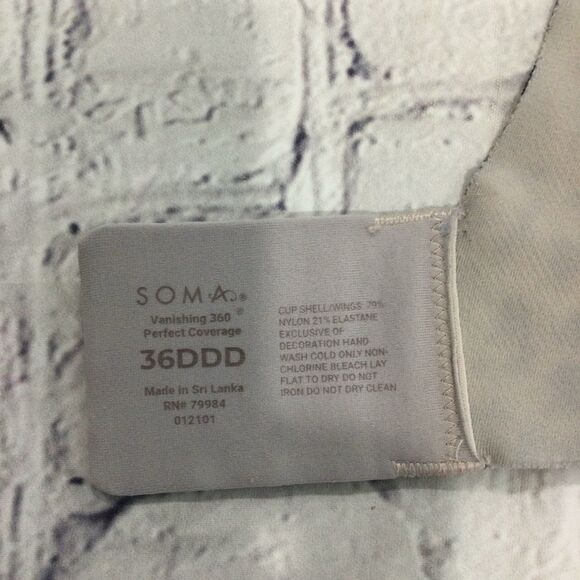 SOMA®
Vanishing 360®
Perfect Coverage
36DDD
Made in Sri Lanka
RN# 79984
012101
CUP SHELL/WINGS: 79%
NYLON 21% ELASTANE
EXCLUSIVE OF
DECORATION HAND
WASH COLD ONLY NON-
CHLORINE BLEACH LAY
FLAT TO DRY DO NOT
IRON DO NOT DRY CLEAN